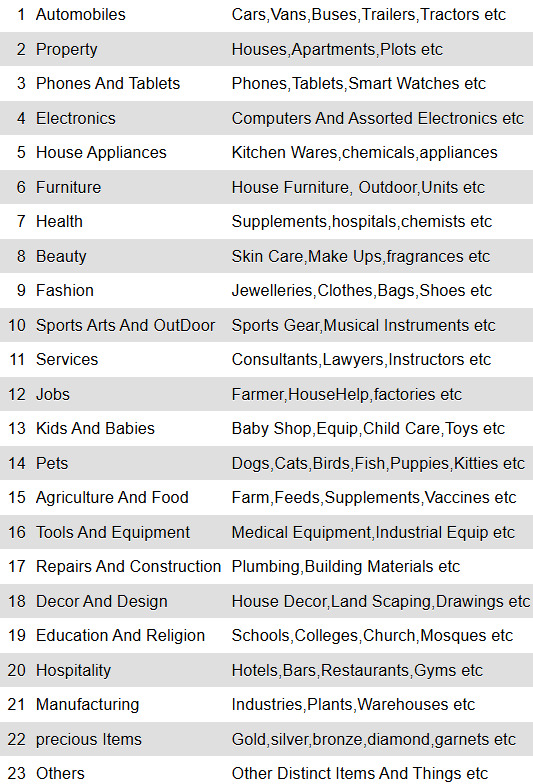 1 Automobiles Cars,Vans,Buses,Trailers,Tractors etc
2 Property Houses,Apartments,Plots etc
3 Phones And Tablets Phones,Tablets,Smart Watches etc
4 Electronics Computers And Assorted Electronics etc
5 House Appliances Kitchen Wares,chemicals,appliances
6 Furniture House Furniture, Outdoor,Units etc
7 Health Supplements,hospitals,chemists etc
8 Beauty Skin Care,Make Ups,fragrances etc
9 Fashion Jewelleries,Clothes,Bags,Shoes etc
10 Sports Arts And OutDoor Sports Gear,Musical Instruments etc
11 Services Consultants,Lawyers,Instructors etc
12 Jobs Farmer,HouseHelp,factories etc
13 Kids And Babies Baby Shop,Equip,Child Care,Toys etc
14 Pets Dogs,Cats,Birds,Fish,Puppies,Kitties etc
15 Agriculture And Food Farm,Feeds,Supplements,Vaccines etc
16 Tools And Equipment Medical Equipment,Industrial Equip etc
17 Repairs And Construction Plumbing,Building Materials etc
18 Decor And Design House Decor,Land Scaping,Drawings etc
19 Education And Religion Schools,Colleges,Church,Mosques etc
20 Hospitality Hotels,Bars,Restaurants,Gyms etc
21 Manufacturing Industries,Plants,Warehouses etc
22 precious Items Gold,silver,bronze,diamond,garnets etc
23 Others Other Distinct Items And Things etc